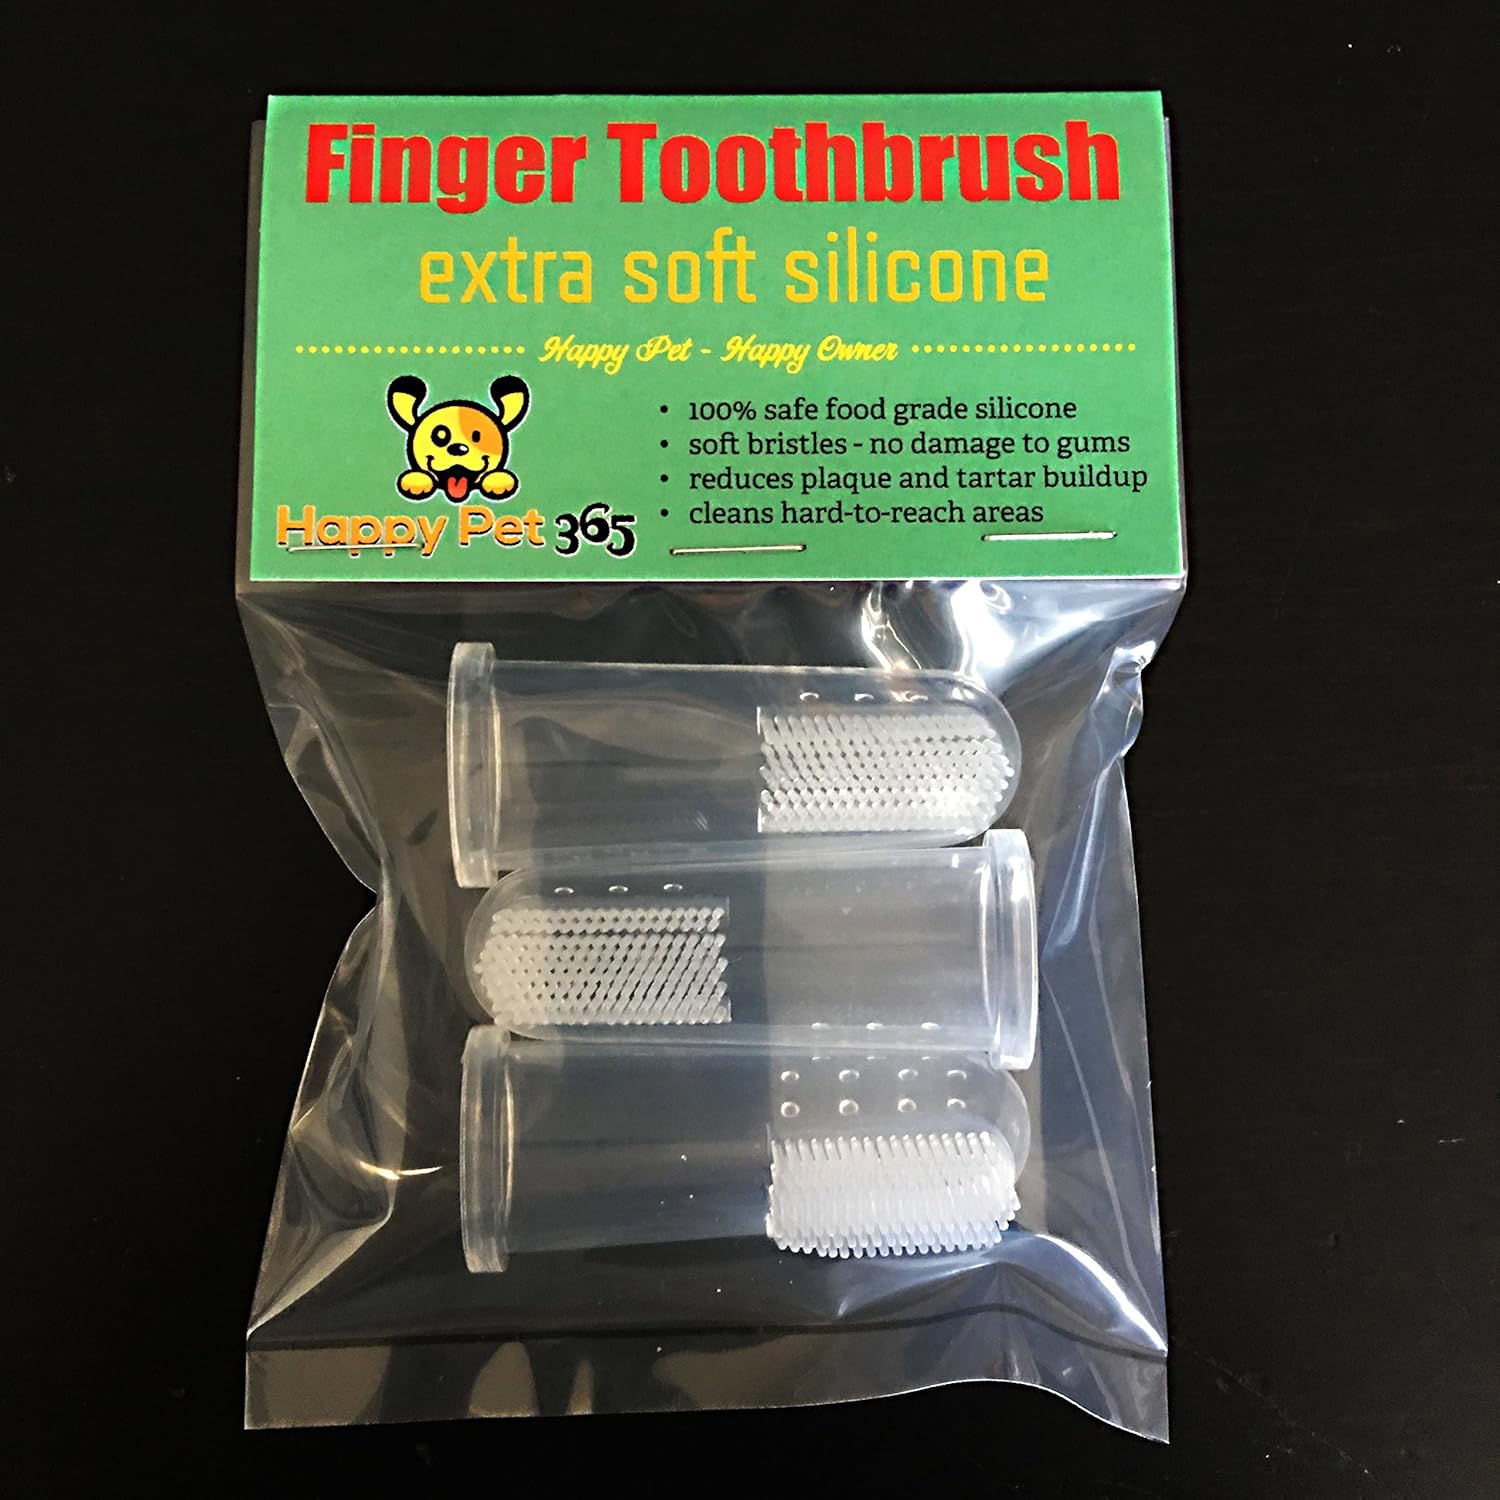 Finger Toothbrush
extra soft silicone
Happy Pet - Happy Owner
• 100% safe food grade silicone
• soft bristles - no damage to gums
• reduces plaque and tartar buildup
• cleans hard-to-reach areas
Happy Pet 365